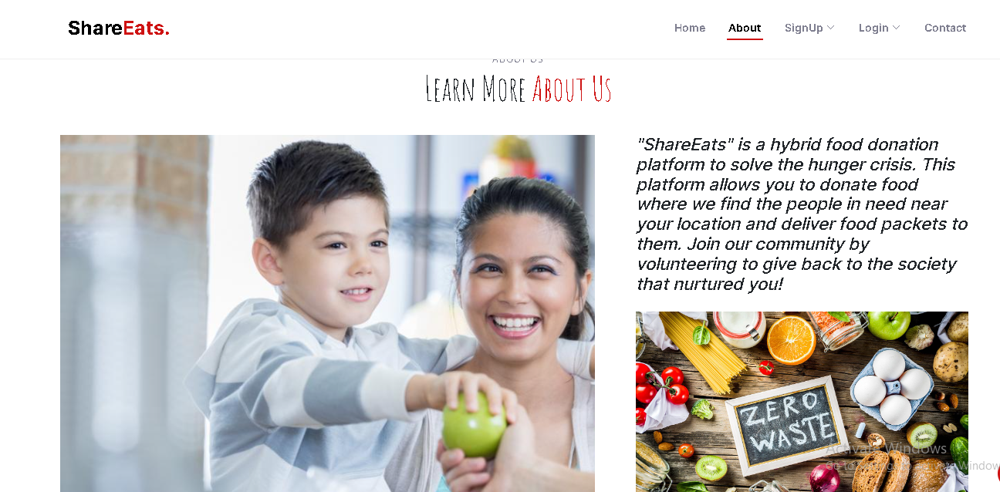 ShareEats.
Home About SignUp Login Contact
ABOUT US
Learn More About Us
"ShareEats" is a hybrid food donation
platform to solve the hunger crisis. This
platform allows you to donate food
where we find the people in need near
your location and deliver food packets to
them. Join our community by
volunteering to give back to the society
that nurtured you!
ZERO
WASTE
Activate Windows
Go to Settings to activate Windows